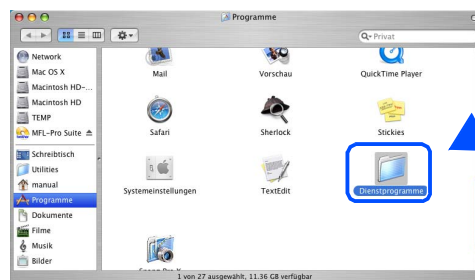 Programme
Privat
Network
Mac OS X
Macintosh HD-...
Macintosh HD
TEMP
MFL-Pro Suite
Schreibtisch
Utilities
manual
Programme
Dokumente
Filme
Musik
Bilder
Mail
Vorschau
QuickTime Player
Safari
Sherlock
Stickies
Systemeinstellungen
TextEdit
Dienstprogramme
1 von 27 ausgewählt, 11.36 GB verfügbar